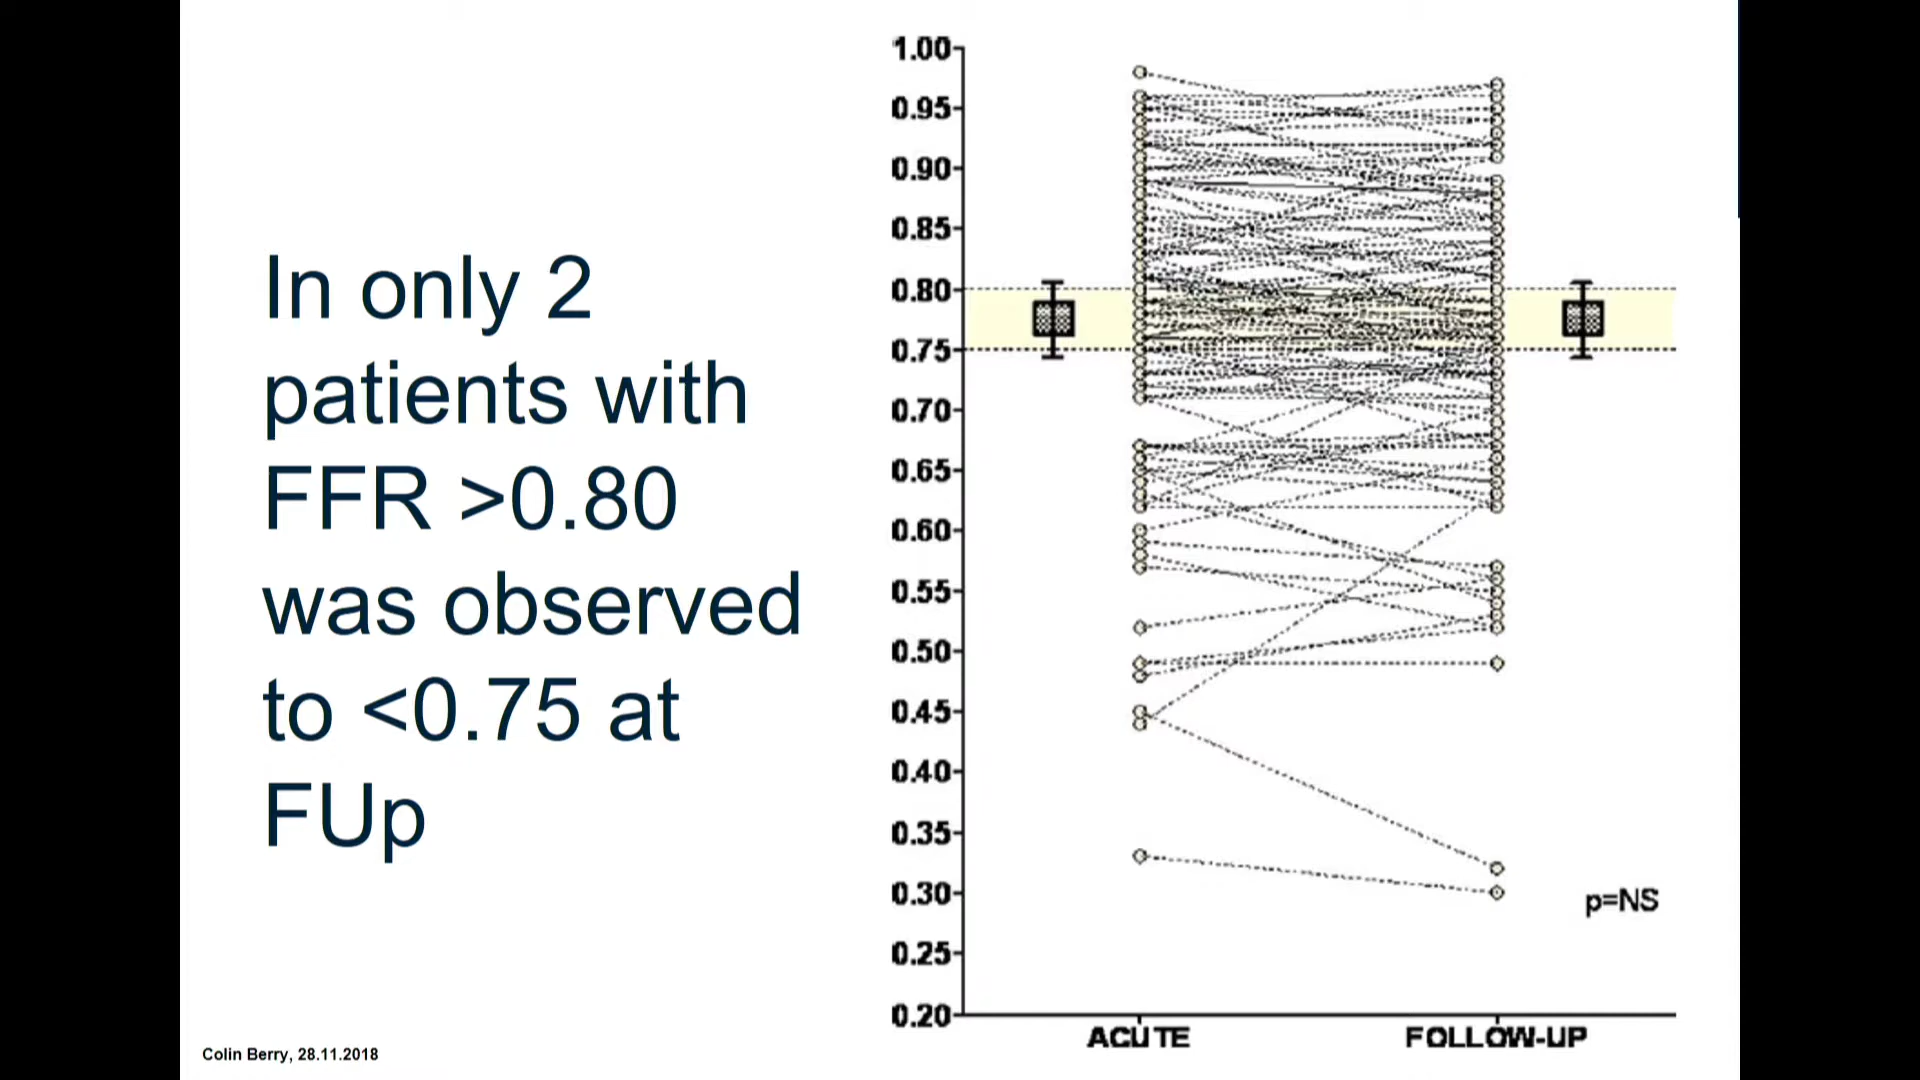 In only 2
patients with
FFR >0.80
was observed
to <0.75 at
FUp
1.00
0.95
0.90
0.85
0.80
0.75
0.70
0.65
0.60
0.55
0.50
0.45
0.40
0.35
0.30
0.25
0.20
p=NS
ACUTE
FOLLOW-UP
Colin Berry, 28.11.2018